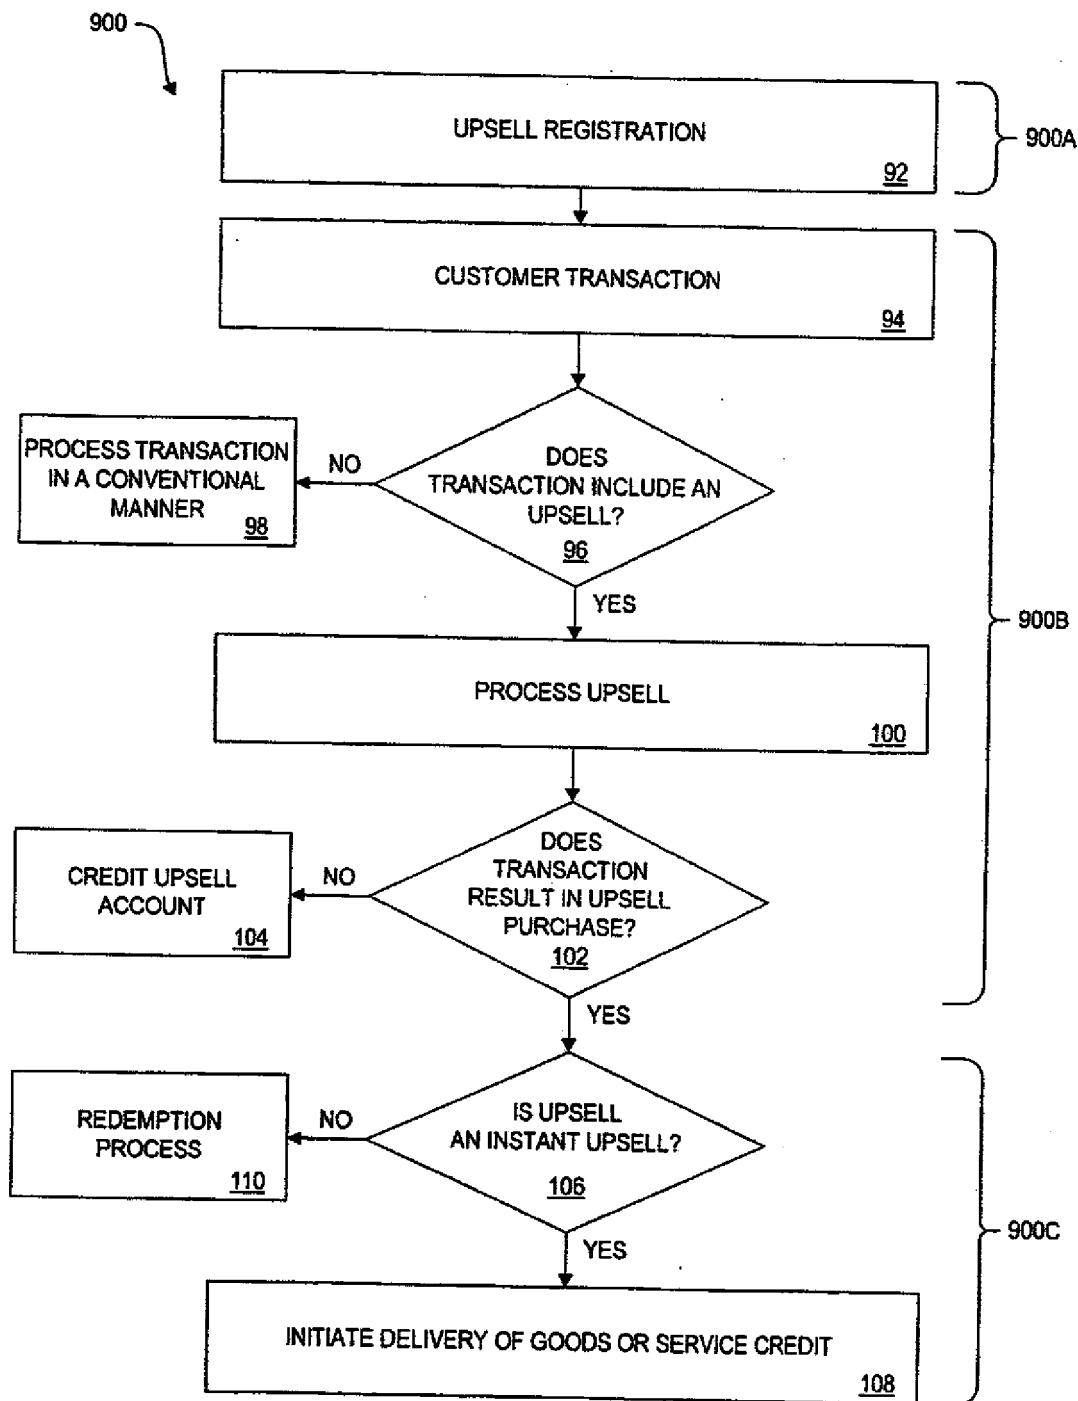 900
UPSELL REGISTRATION
92
900A
CUSTOMER TRANSACTION
94
PROCESS TRANSACTION
IN A CONVENTIONAL
MANNER
98
NO
DOES
TRANSACTION INCLUDE AN
UPSELL?
96
YES
900B
PROCESS UPSELL
100
CREDIT UPSELL
ACCOUNT
104
NO
DOES
TRANSACTION
RESULT IN UPSELL
PURCHASE?
102
YES
REDEMPTION
PROCESS
110
NO
IS UPSELL
AN INSTANT UPSELL?
106
YES
900C
INITIATE DELIVERY OF GOODS OR SERVICE CREDIT
108